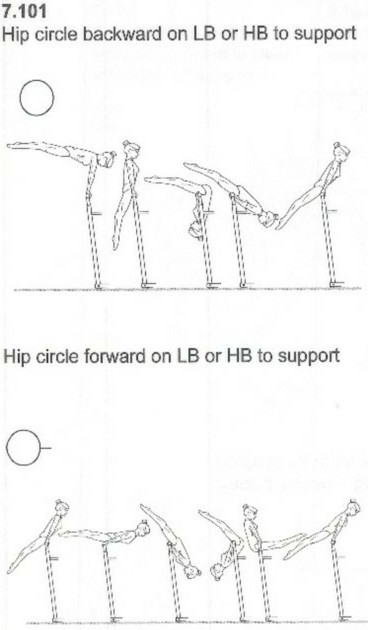 7.101
Hip circle backward on LB or HB to support
Hip circle forward on LB or HB to support